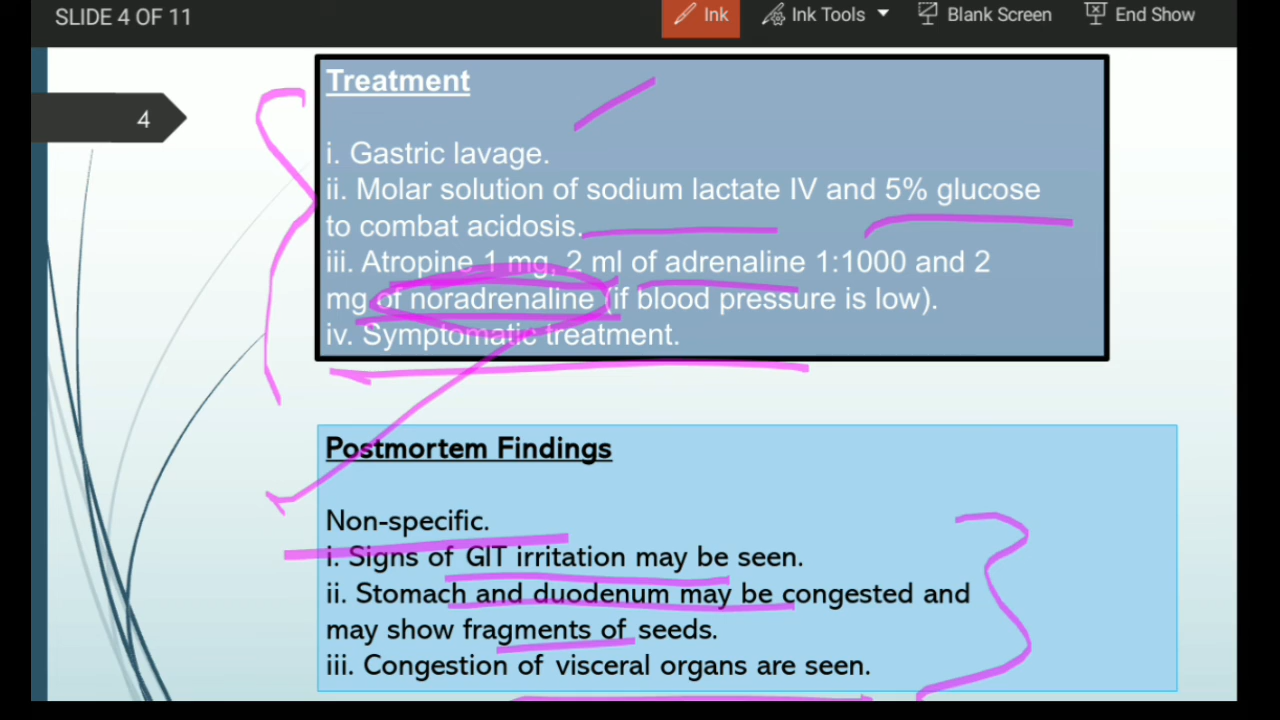 SLIDE 4 OF 11
Ink
Ink Tools
Blank Screen
End Show
4
Treatment
i. Gastric lavage.
ii. Molar solution of sodium lactate IV and 5% glucose
to combat acidosis.
iii. Atropine 1 mg, 2 ml of adrenaline 1:1000 and 2
mg of noradrenaline (if blood pressure is low).
iv. Symptomatic treatment.
Postmortem Findings
Non-specific.
i. Signs of GIT irritation may be seen.
ii. Stomach and duodenum may be congested and
may show fragments of seeds.
iii. Congestion of visceral organs are seen.